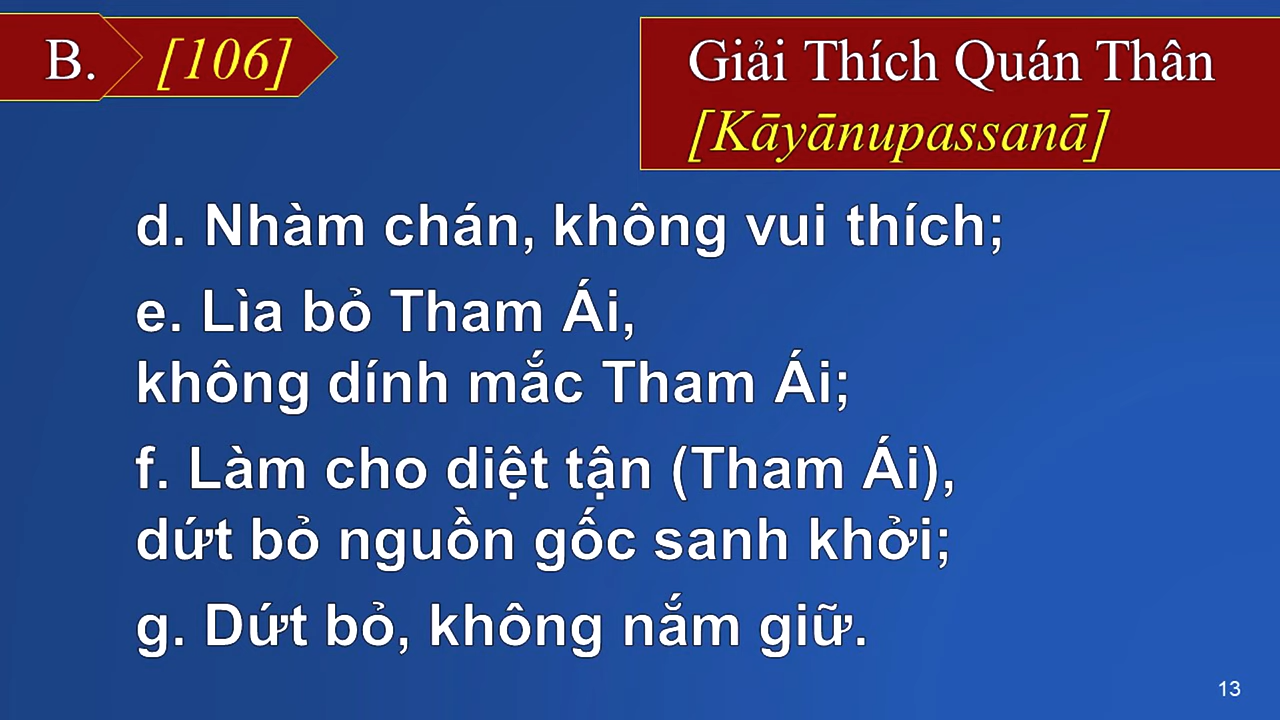 B. [106]
Giải Thích Quán Thân
[Kāyānupassanā]
d. Nhàm chán, không vui thích;
e. Lìa bỏ Tham Ái,
không dính mắc Tham Ái;
f. Làm cho diệt tận (Tham Ái),
dứt bỏ nguồn gốc sanh khởi;
g. Dứt bỏ, không nắm giữ.
13